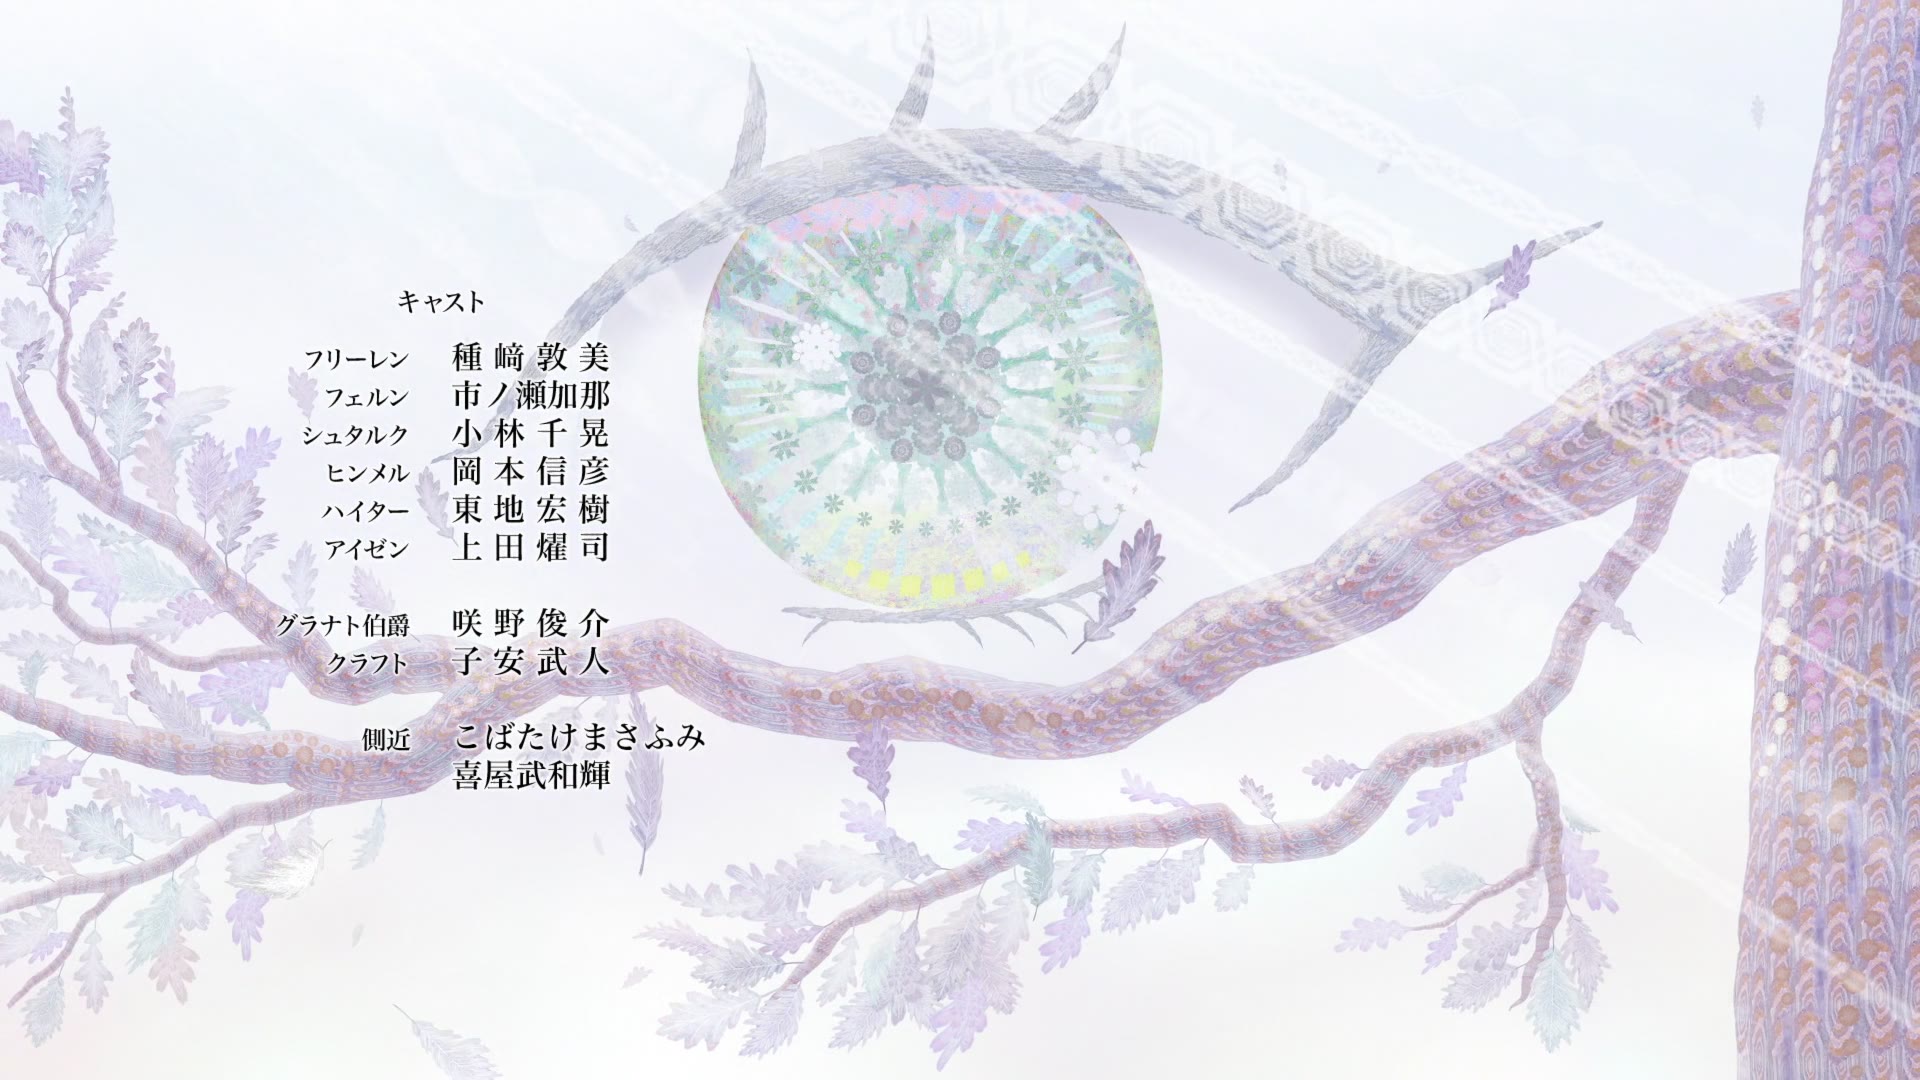 キャスト
フリーレン　種﨑敦美
フェルン　市ノ瀬加那
シュタルク　小林千晃
ヒンメル　岡本信彦
ハイター　東地宏樹
アイゼン　上田燿司
グラナト伯爵　咲野俊介
クラフト　子安武人
側近　こばたけまさふみ
喜屋武和輝